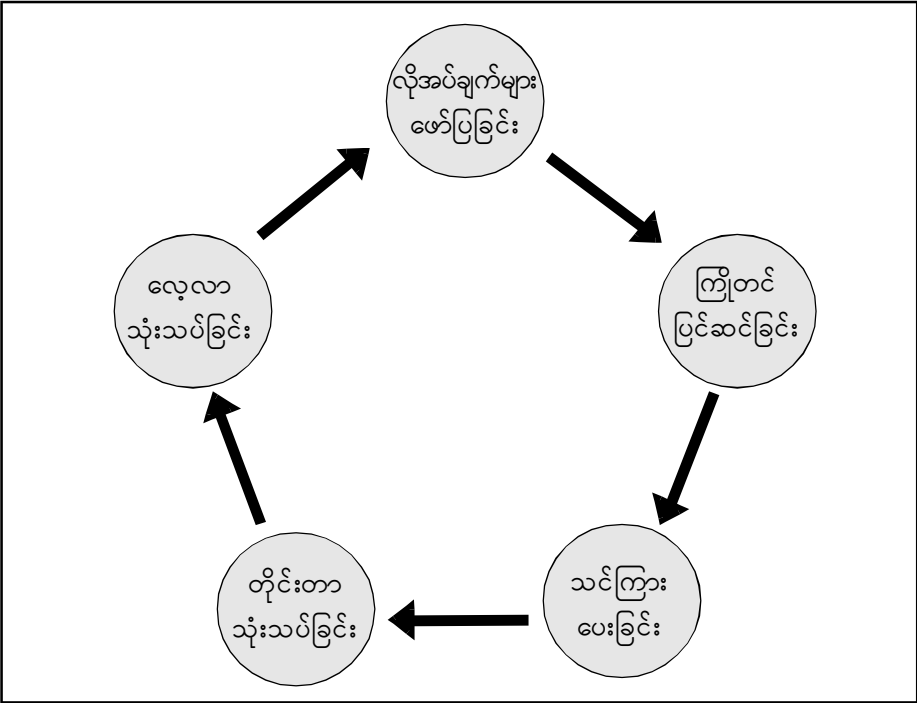 လိုအပ်ချက်များ
ဖော်ပြခြင်း
ကြိုတင်
ပြင်ဆင်ခြင်း
သင်ကြား
ပေးခြင်း
တိုင်းတာ
သုံးသပ်ခြင်း
လေ့လာ
သုံးသပ်ခြင်း